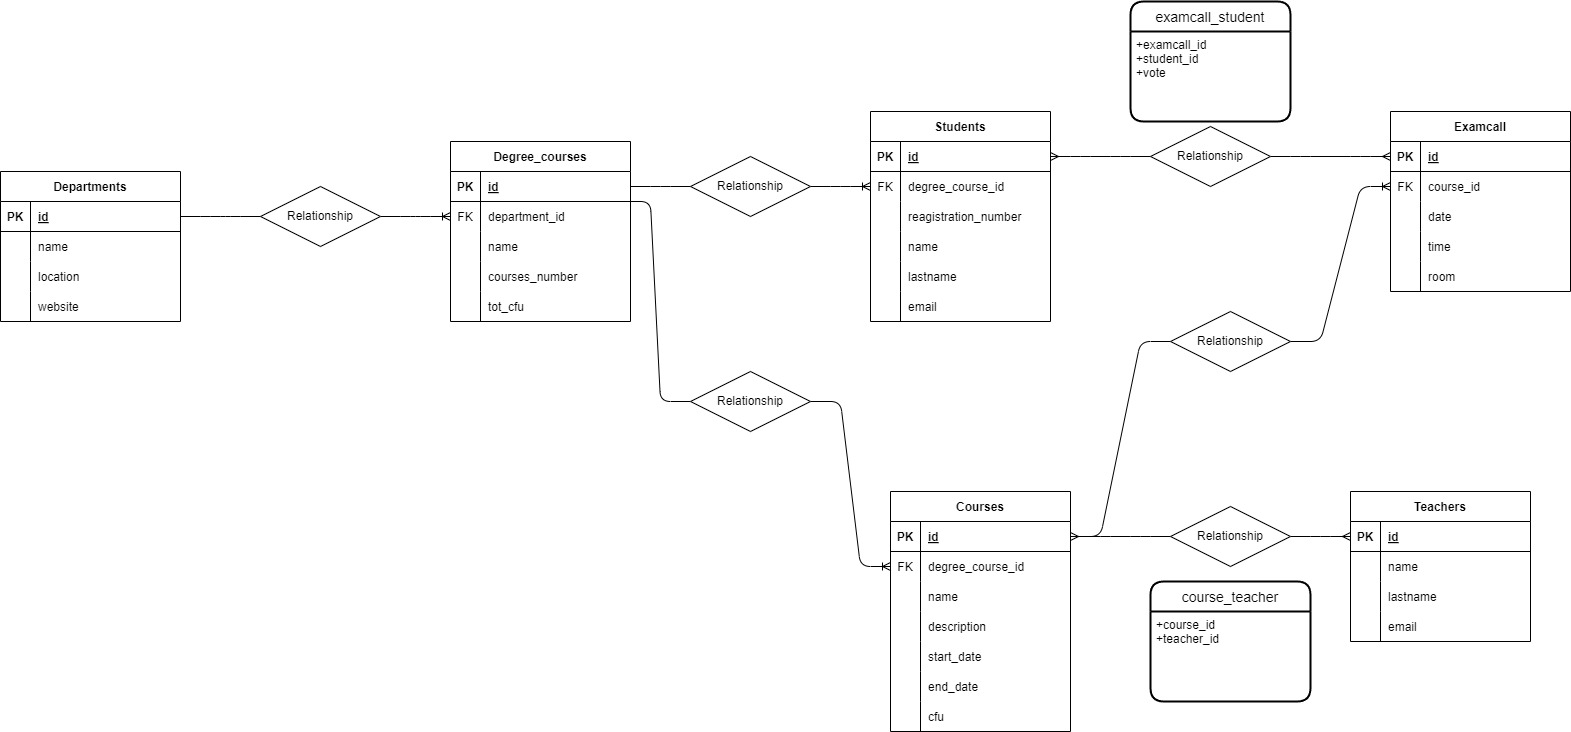 examcall_student
+examcall_id
+student_id
+vote
Departments
PK id
name
location
website
Relationship
Degree_courses
PK id
FK department_id
name
courses_number
tot_cfu
Relationship
Students
PK id
FK degree_course_id
reagistration_number
name
lastname
email
Relationship
Examcall
PK id
FK course_id
date
time
room
Relationship
Relationship
Courses
PK id
FK degree_course_id
name
description
start_date
end_date
cfu
Relationship
Teachers
PK id
name
lastname
email
course_teacher
+course_id
+teacher_id